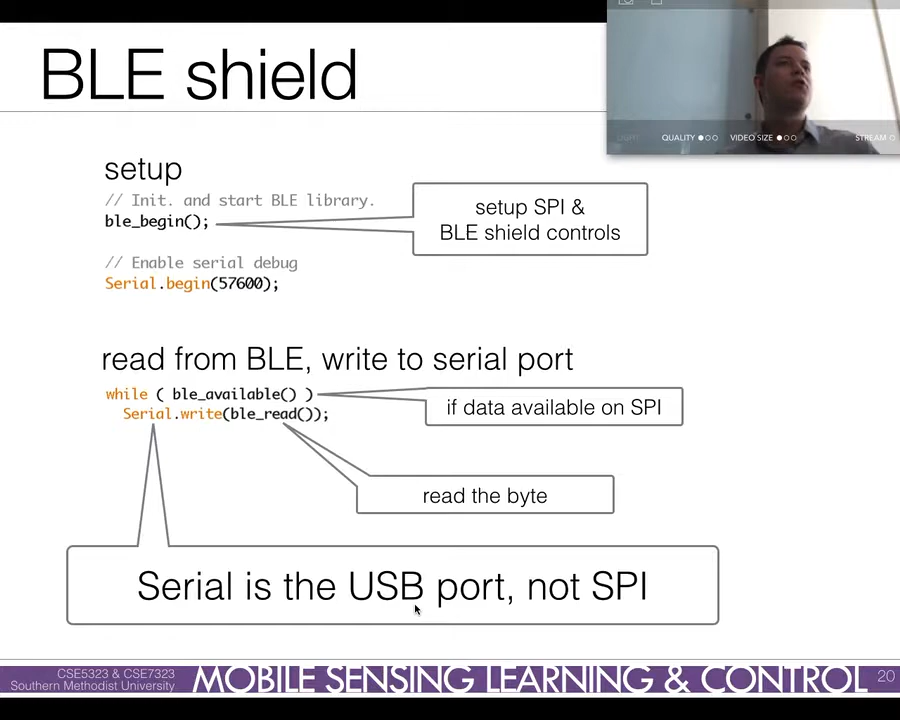 BLE shield
LIGHT
QUALITY
VIDEO SIZE
STREAM
setup
// Init. and start BLE library.
ble_begin();
setup SPI &
BLE shield controls
// Enable serial debug
Serial.begin(57600);
read from BLE, write to serial port
while ( ble_available() )
if data available on SPI
Serial.write(ble_read());
read the byte
Serial is the USB port, not SPI
CSE5323 & CSE7323
Southern Methodist University
MOBILE SENSING LEARNING & CONTROL
20